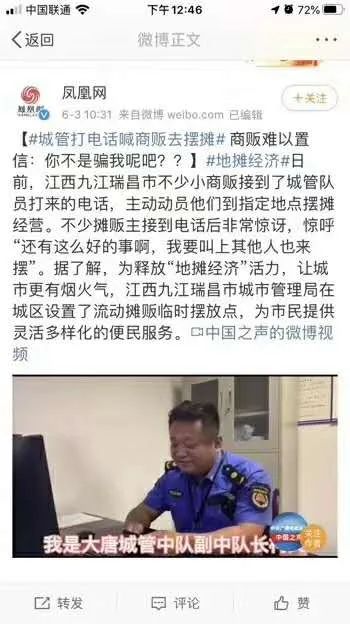 中国联通 下午12:46 72%
返回 微博正文
凤凰网
6-3 10:31 来自微博 weibo.com 已编辑
+关注
【#城管打电话喊商贩去摆摊# 商贩难以置
信：你不是骗我呢吧？？】#地摊经济#日
前，江西九江瑞昌市不少小商贩接到了城管队
员打来的电话，主动动员他们到指定地点摆摊
经营。不少摊贩主接到电话后非常惊讶，惊呼
“还有这么好的事啊，我要叫上其他人也来
摆”。据了解，为释放“地摊经济”活力，让城
市更有烟火气，江西九江瑞昌市城市管理局在
城区设置了流动摊贩临时摆放点，为市民提供
灵活多样化的便民服务。中国之声的微博视
频
中国之声
关注
作者
我是大唐城管中队副中队长
转发 评论 赞